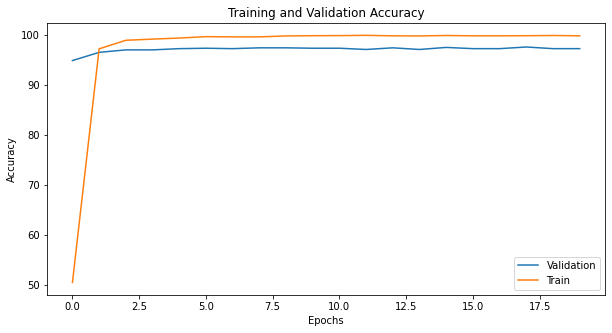 Training and Validation Accuracy
Accuracy
100
90
80
70
60
50
0.0 2.5 5.0 7.5 10.0 12.5 15.0 17.5
Epochs
Validation
Train